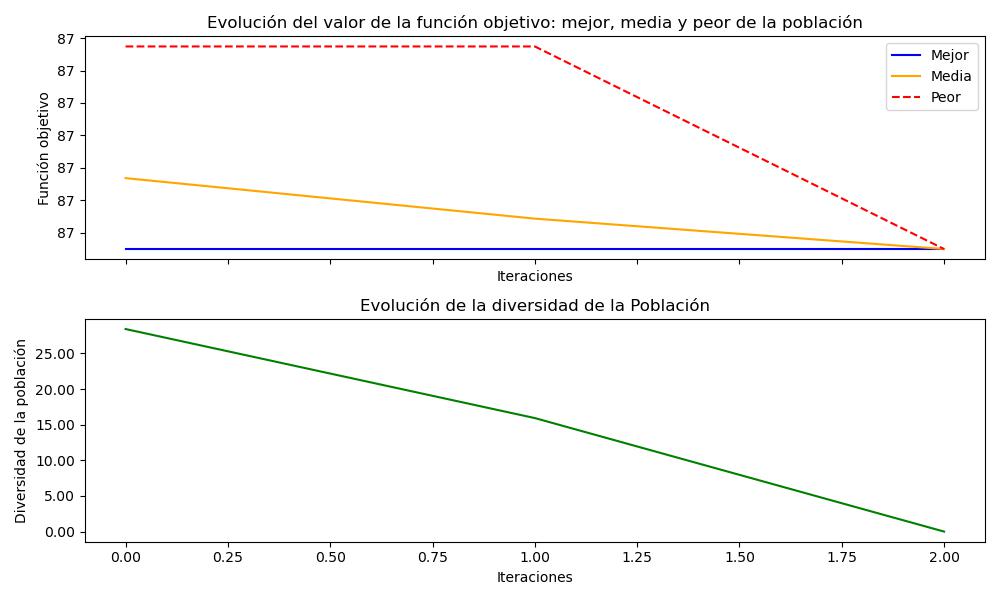 Evolución del valor de la función objetivo: mejor, media y peor de la población
87
87
87
87
87
87
87
Función objetivo
Mejor
Media
Peor
Iteraciones
Evolución de la diversidad de la Población
25.00
20.00
15.00
10.00
5.00
0.00
Diversidad de la población
0.00 0.25 0.50 0.75 1.00 1.25 1.50 1.75 2.00
Iteraciones